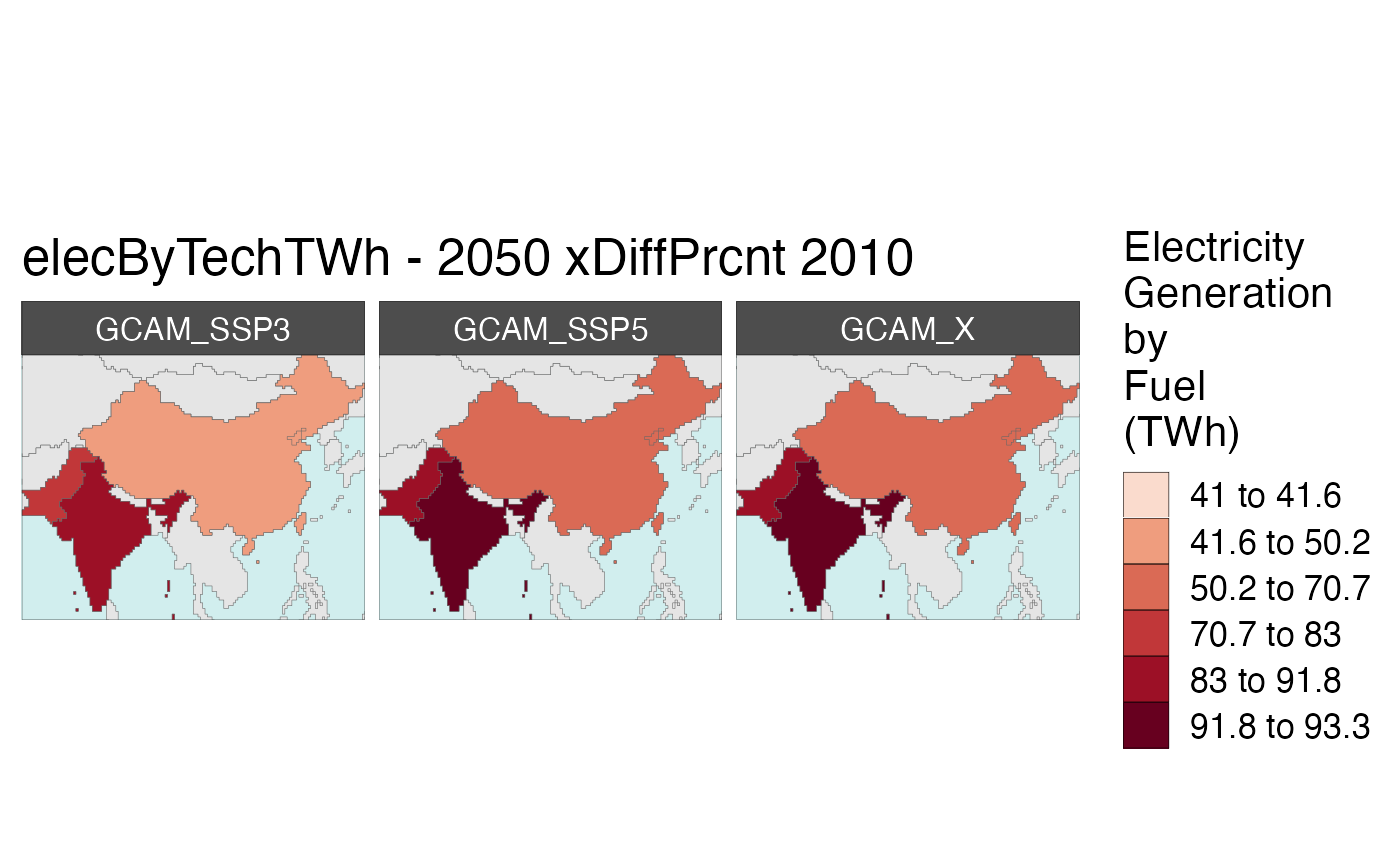 elecByTechTWh - 2050 xDiffPrcnt 2010
GCAM_SSP3
GCAM_SSP5
GCAM_X
Electricity
Generation
by
Fuel
(TWh)
41 to 41.6
41.6 to 50.2
50.2 to 70.7
70.7 to 83
83 to 91.8
91.8 to 93.3